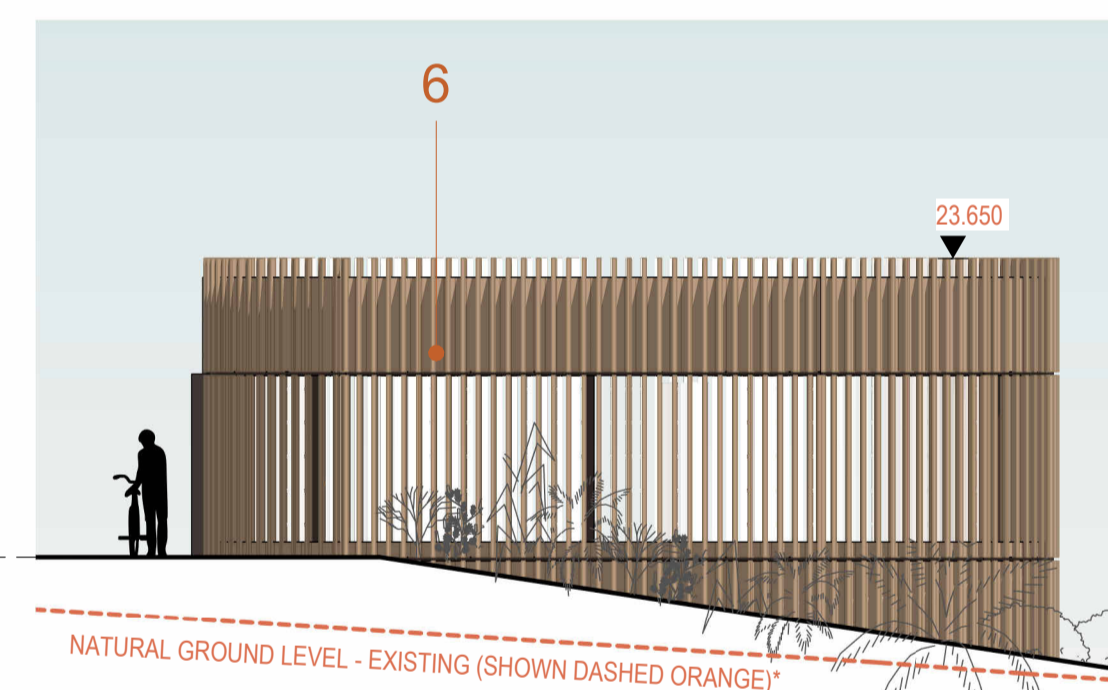 6
23.650
NATURAL GROUND LEVEL - EXISTING (SHOWN DASHED ORANGE)*